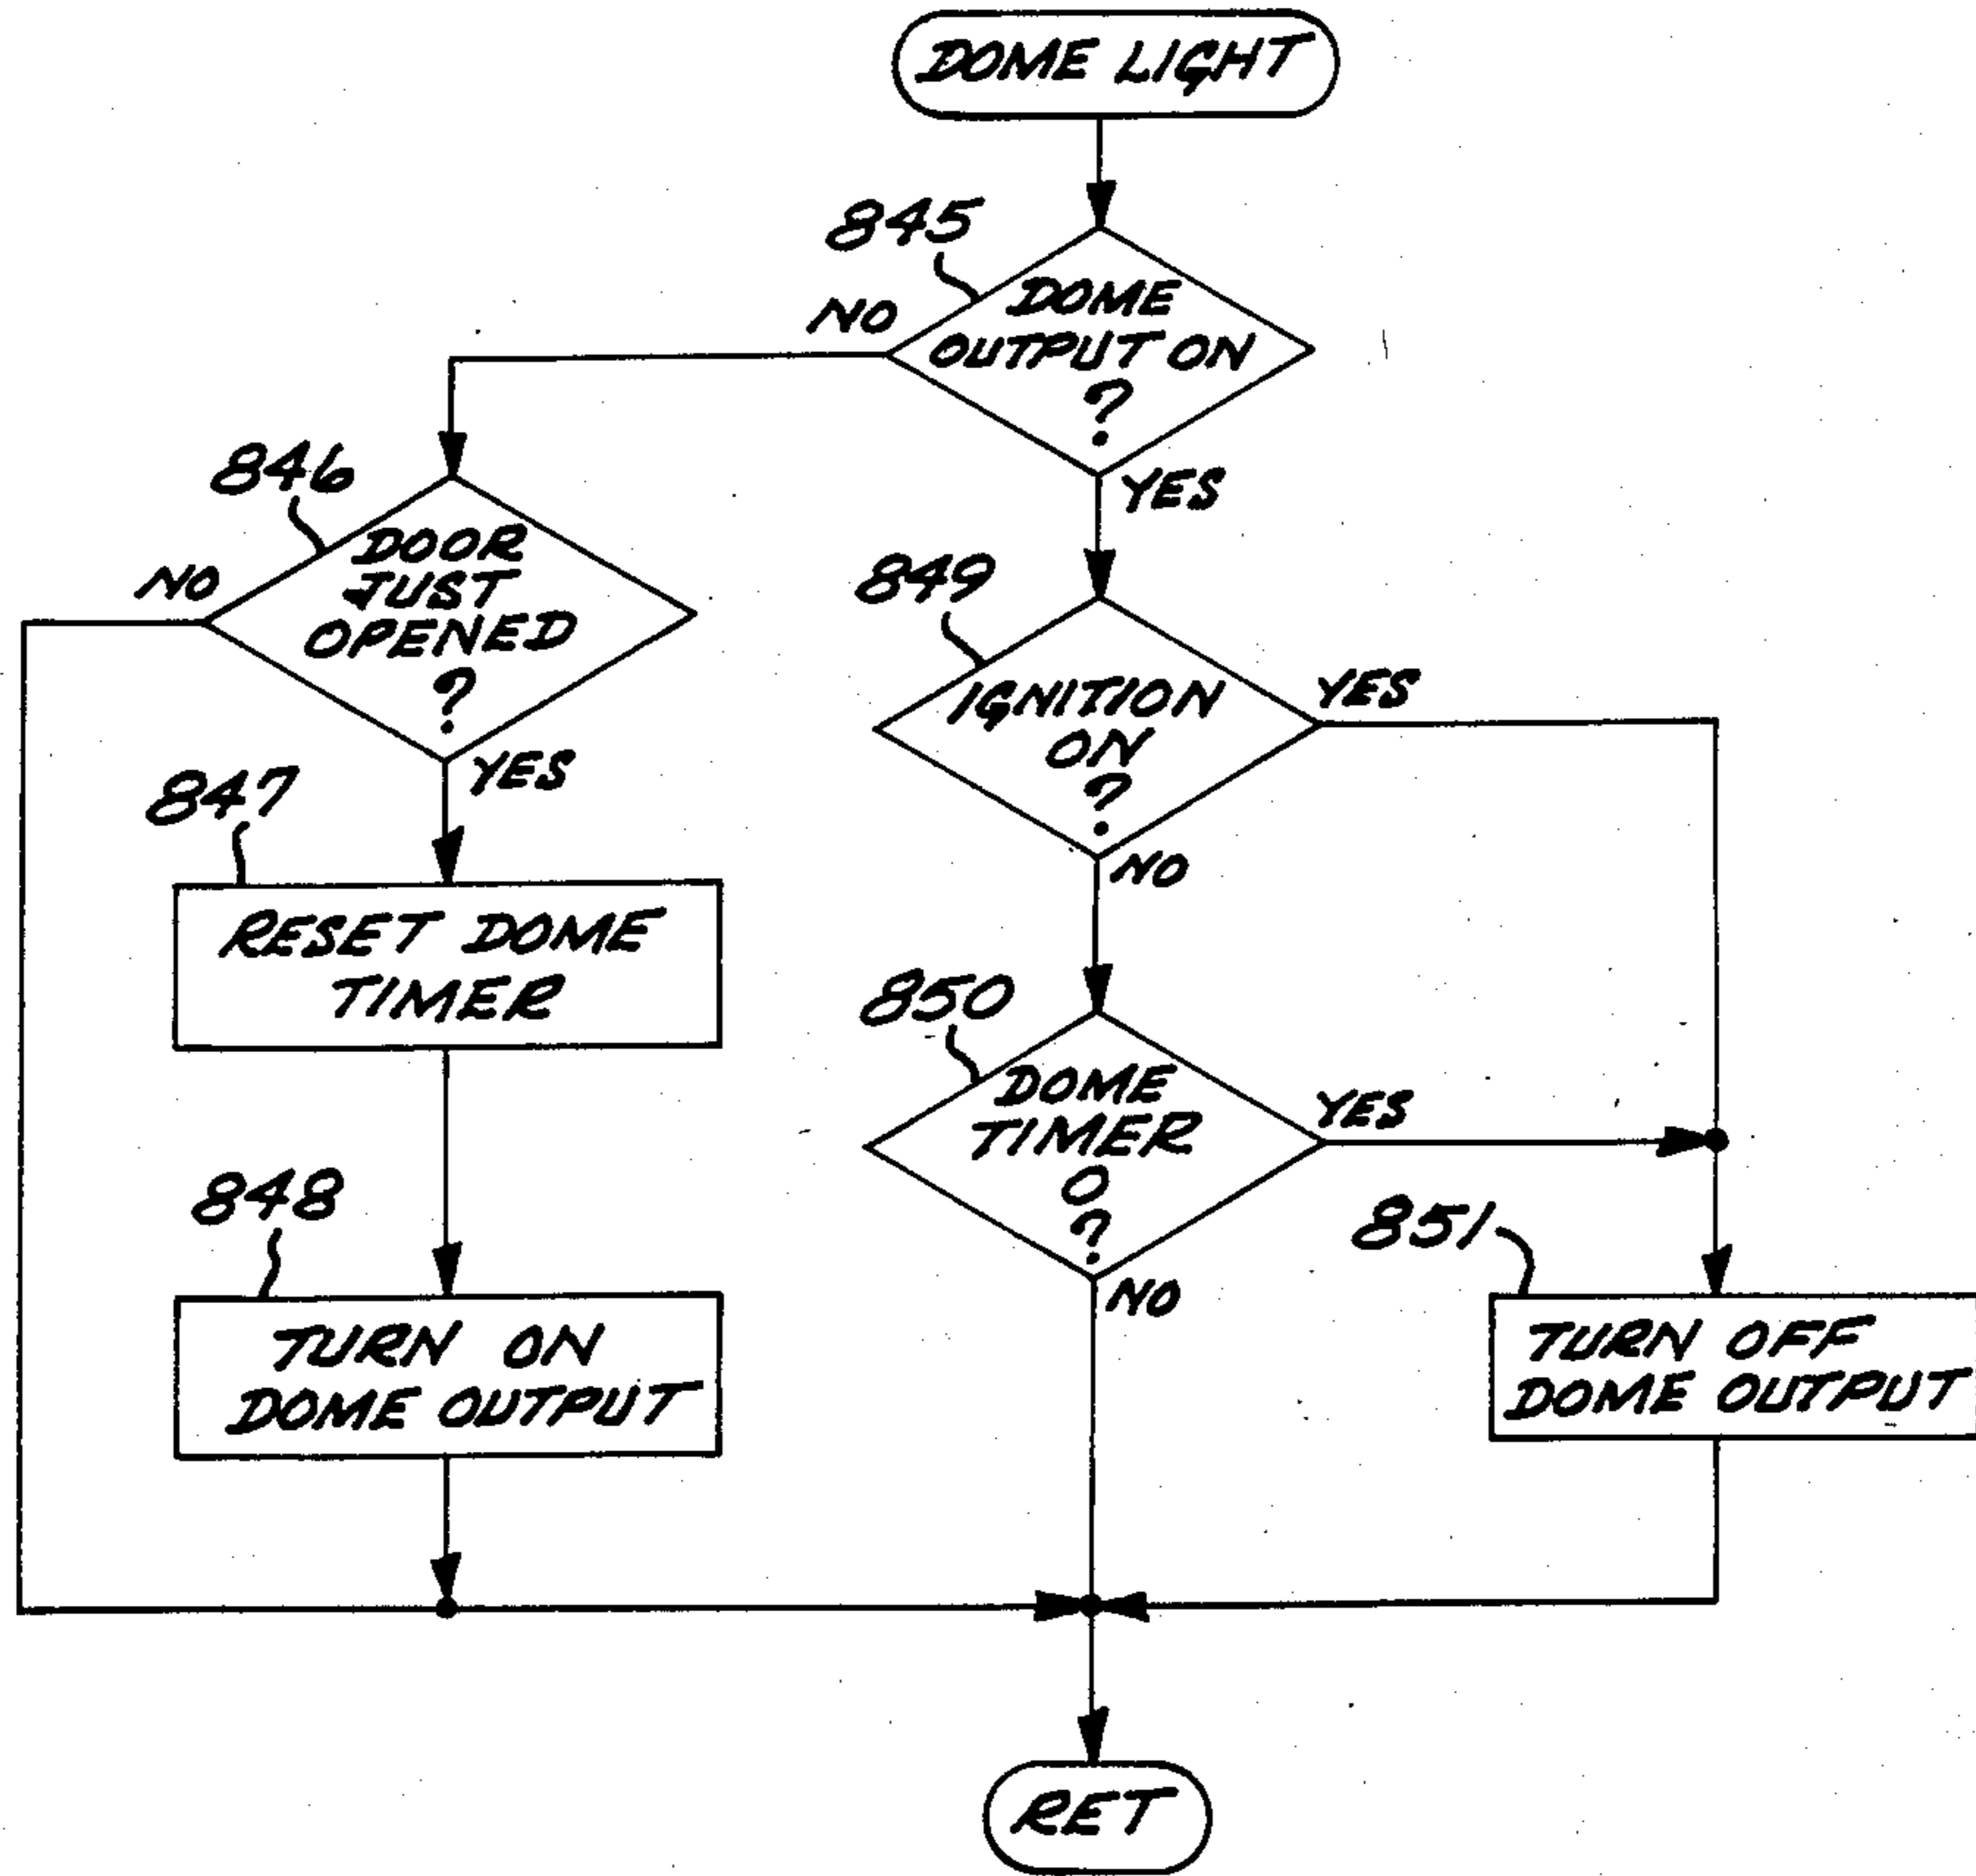 DOME LIGHT
845
NO
DOME
OUTPUT ON
?
YES
846
NO
DOOR
JUST
OPENED
?
YES
849
IGNITION
ON
?
YES
NO
847
RESET DOME
TIMER
850
DOME
TIMER
0
?
YES
NO
848
TURN ON
DOME OUTPUT
851
TURN OFF
DOME OUTPUT
RET